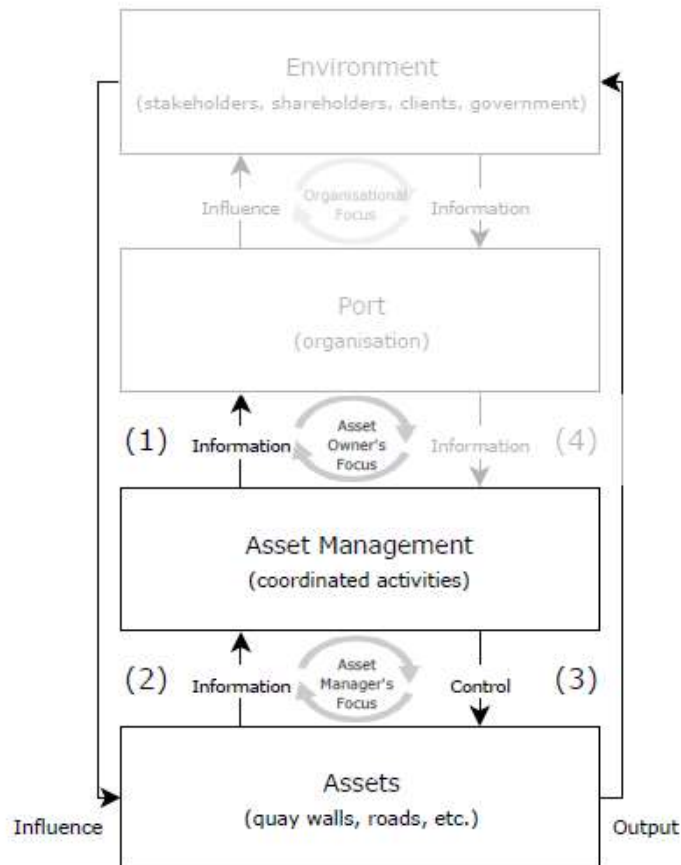 Environment
(stakeholders, shareholders, clients, government)
Influence
Organisational
Focus
Information
Port
(organisation)
(1)
Information
Asset
Owner's
Focus
Information
(4)
Asset Management
(coordinated activities)
(2)
Information
Asset
Manager's
Focus
Control
(3)
Assets
(quay walls, roads, etc.)
Influence
Output